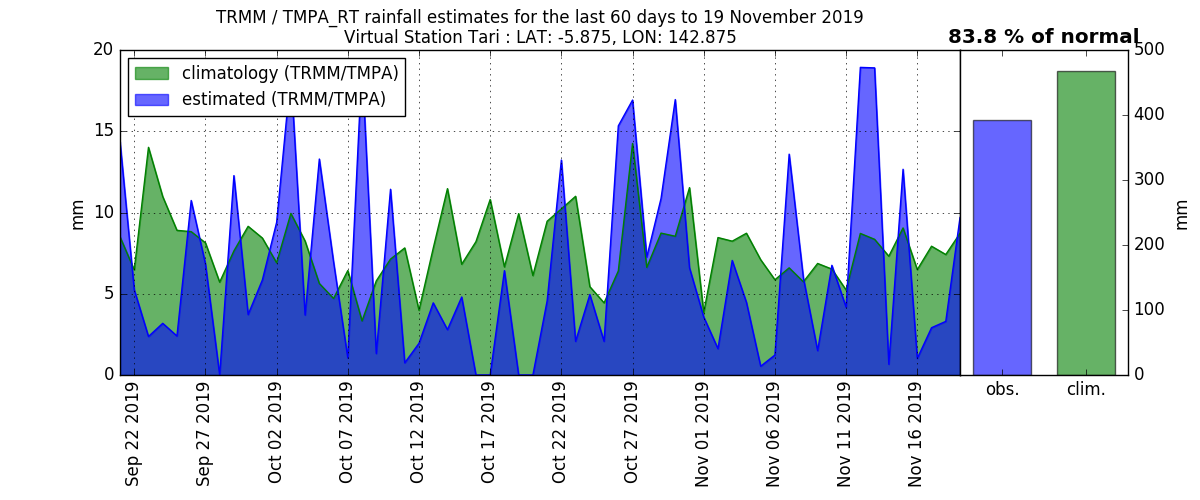 TRMM / TMPA_RT rainfall estimates for the last 60 days to 19 November 2019
Virtual Station Tari : LAT: -5.875, LON: 142.875
83.8 % of normal
climatology (TRMM/TMPA)
estimated (TRMM/TMPA)
20
15
10
5
0
mm
500
400
300
200
100
0
mm
Sep 22 2019
Sep 27 2019
Oct 02 2019
Oct 07 2019
Oct 12 2019
Oct 17 2019
Oct 22 2019
Oct 27 2019
Nov 01 2019
Nov 06 2019
Nov 11 2019
Nov 16 2019
obs.
clim.